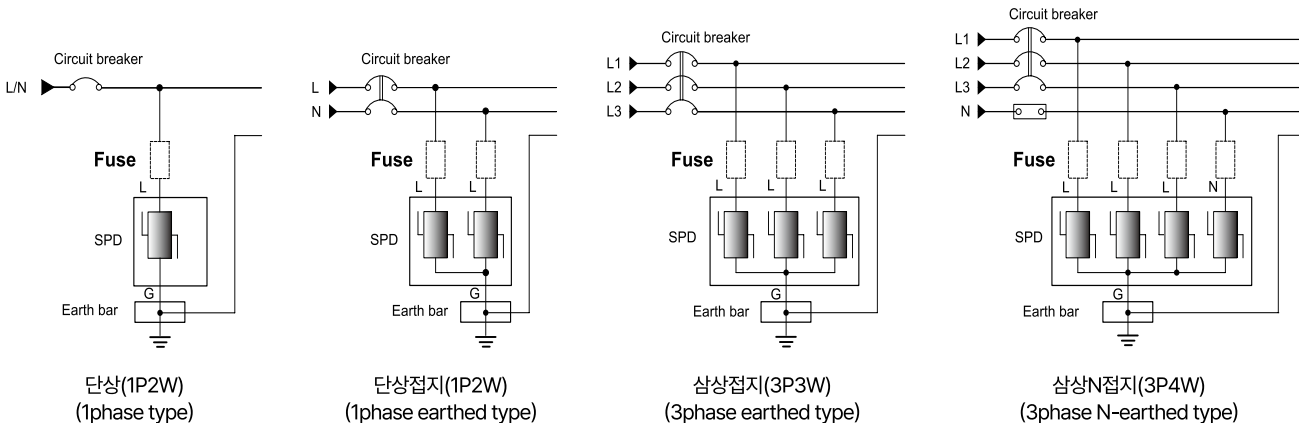 Circuit breaker
L/N
Fuse
L
SPD
G
Earth bar
단상(1P2W)
(1phase type)
Circuit breaker
L
N
Fuse
L
L
SPD
G
Earth bar
단상접지(1P2W)
(1phase earthed type)
Circuit breaker
L1
L2
L3
Fuse
L
L
L
SPD
G
Earth bar
삼상접지(3P3W)
(3phase earthed type)
Circuit breaker
L1
L2
L3
N
Fuse
L
L
L
N
SPD
G
Earth bar
삼상N접지(3P4W)
(3phase N-earthed type)